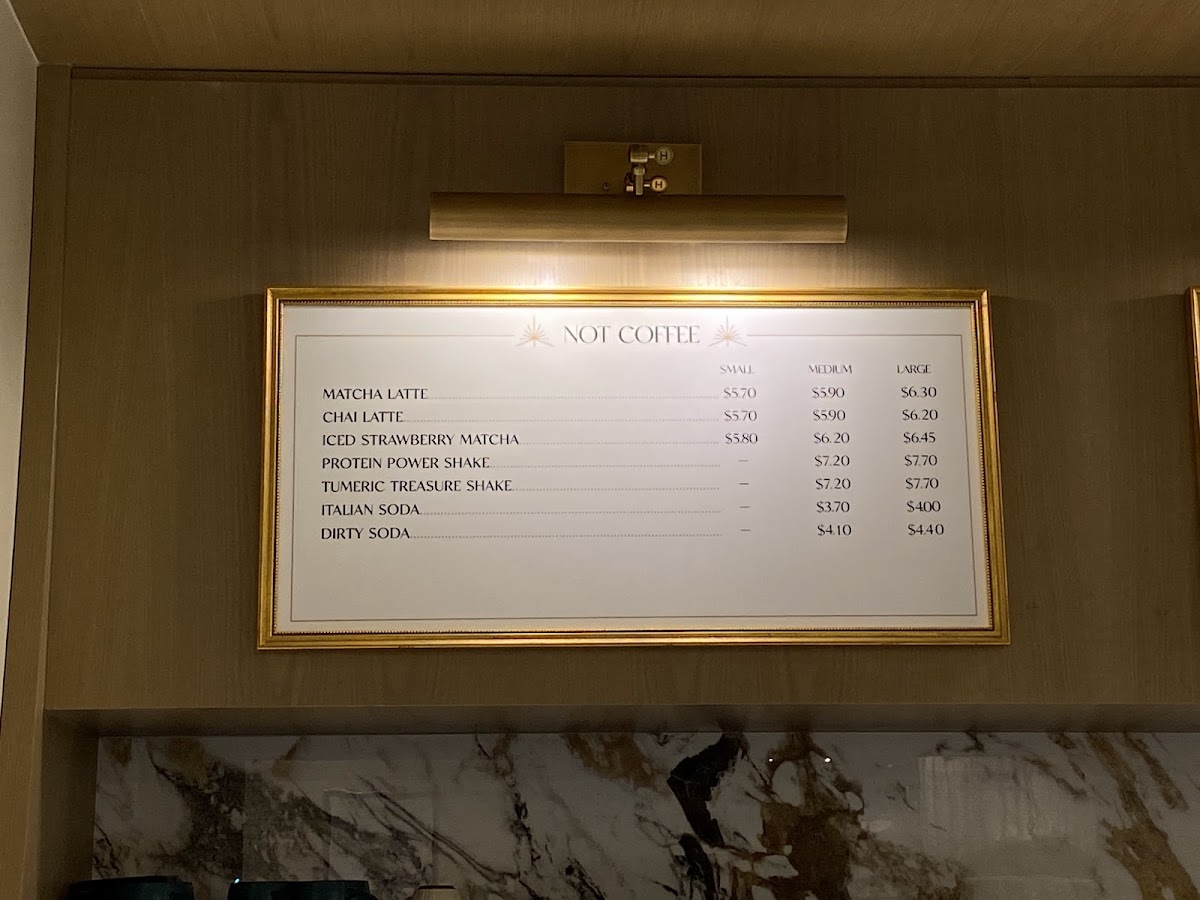 H
H
NOT COFFEE
SMALL MEDIUM LARGE
MATCHA LATTE $5.70 $5.90 $6.30
CHAI LATTE $5.70 $5.90 $6.20
ICED STRAWBERRY MATCHA $5.80 $6.20 $6.45
PROTEIN POWER SHAKE — $7.20 $7.70
TUMERIC TREASURE SHAKE — $7.20 $7.70
ITALIAN SODA — $3.70 $4.00
DIRTY SODA — $4.10 $4.40